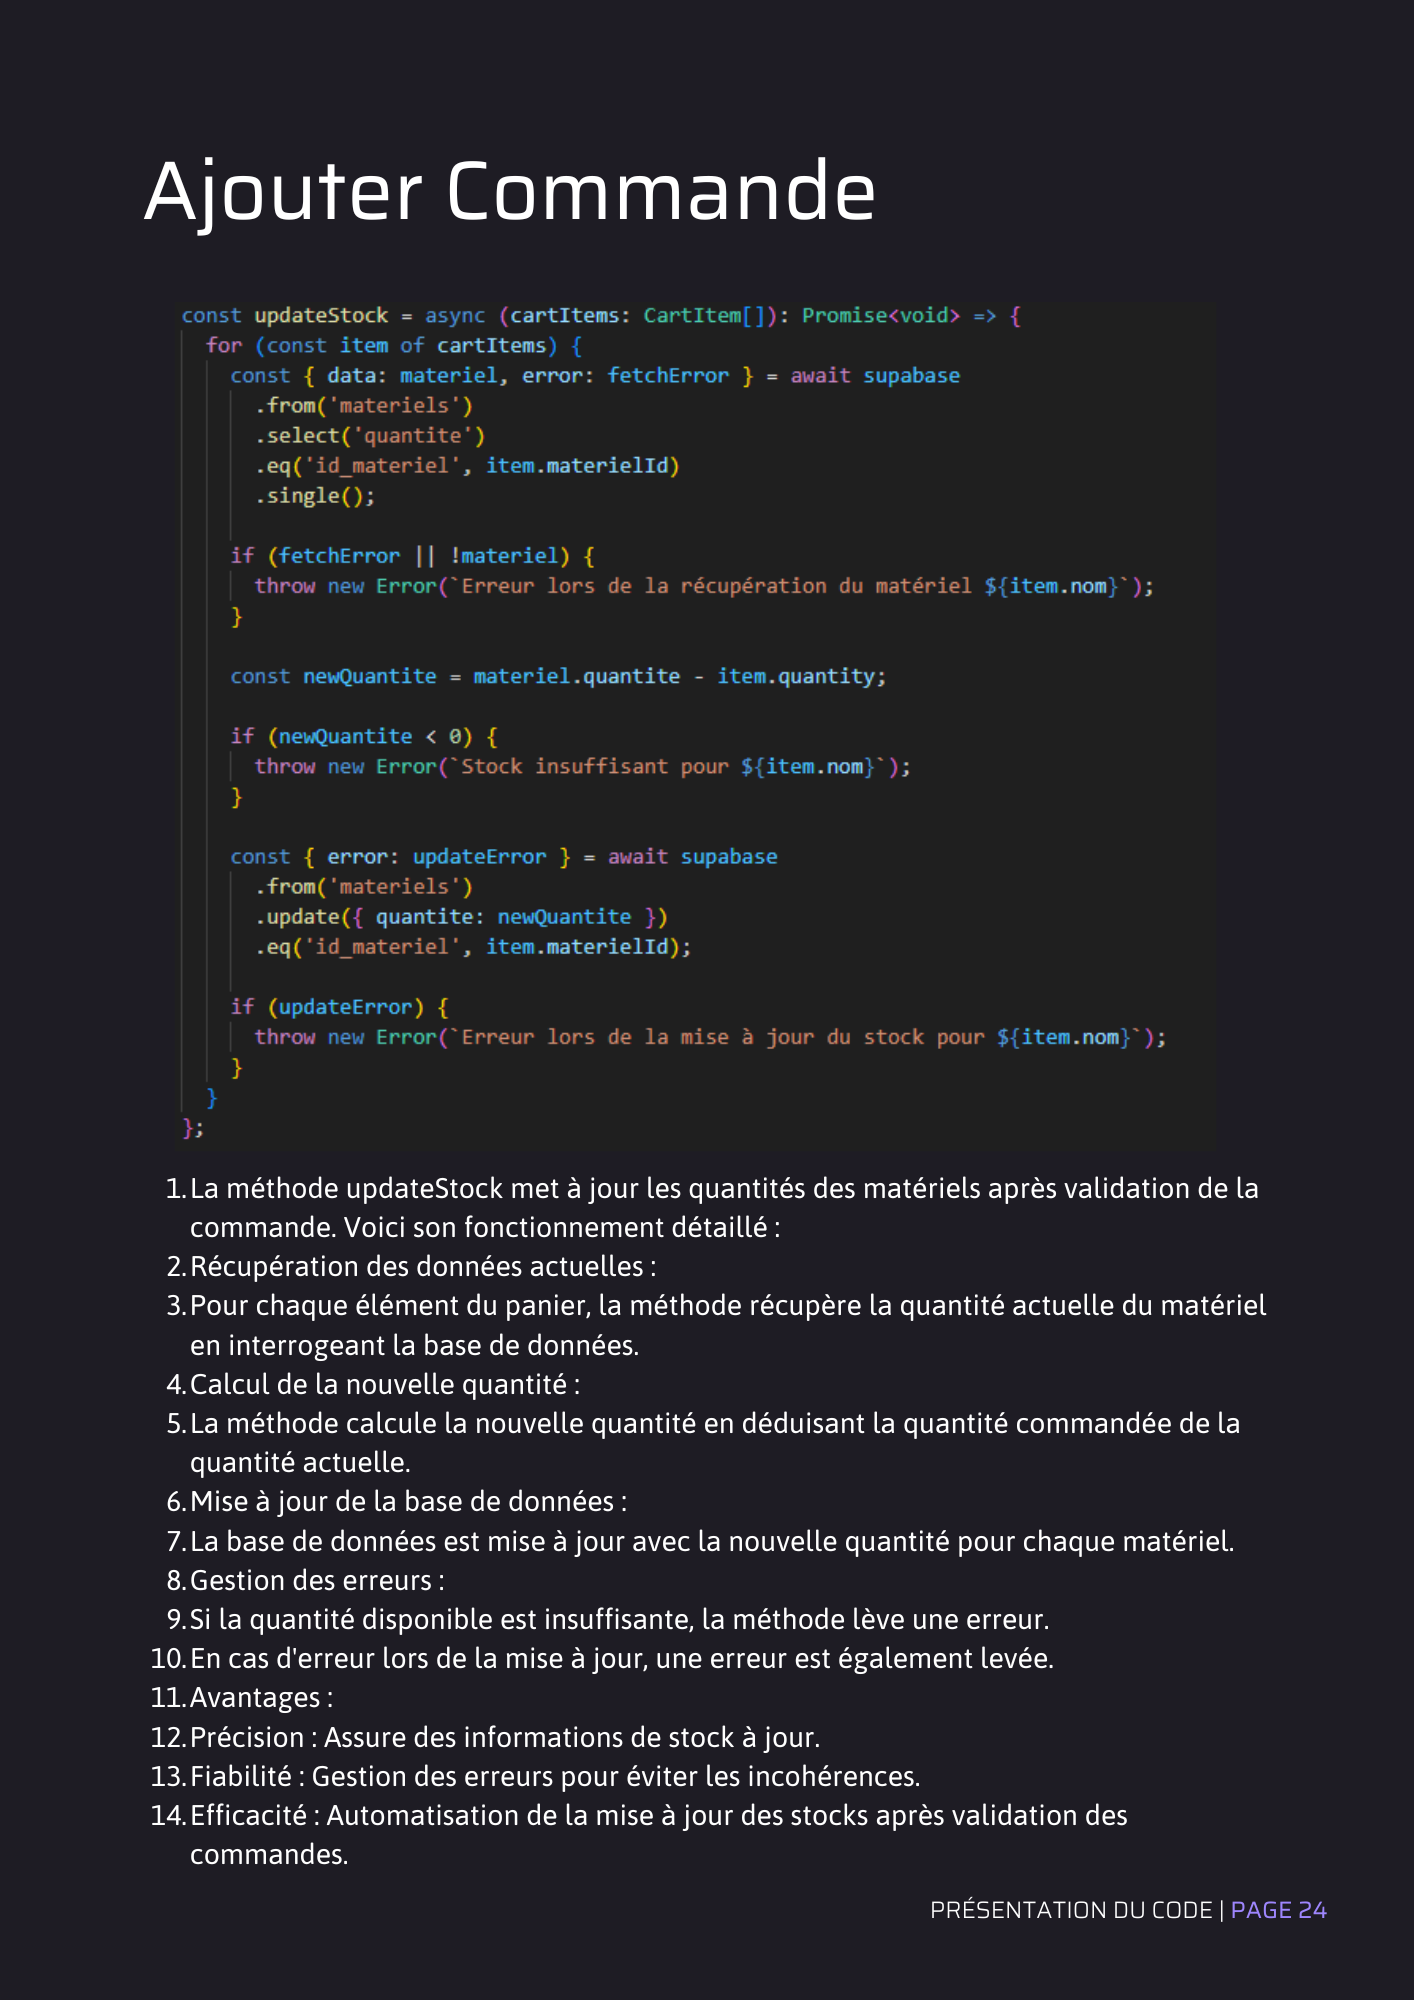 Ajouter Commande
const updateStock = async (cartItems: CartItem[]): Promise<void> => {
for (const item of cartItems) {
const { data: materiel, error: fetchError } = await supabase
.from('materiels')
.select('quantite')
.eq('id_materiel', item.materielId)
.single();
if (fetchError || !materiel) {
throw new Error(`Erreur lors de la récupération du matériel ${item.nom}`);
}
const newQuantite = materiel.quantite - item.quantity;
if (newQuantite < 0) {
throw new Error(`Stock insuffisant pour ${item.nom}`);
}
const { error: updateError } = await supabase
.from('materiels')
.update({ quantite: newQuantite })
.eq('id_materiel', item.materielId);
if (updateError) {
throw new Error(`Erreur lors de la mise à jour du stock pour ${item.nom}`);
}
}
};
1. La méthode updateStock met à jour les quantités des matériels après validation de la
commande. Voici son fonctionnement détaillé :
2. Récupération des données actuelles :
3. Pour chaque élément du panier, la méthode récupère la quantité actuelle du matériel
en interrogeant la base de données.
4. Calcul de la nouvelle quantité :
5. La méthode calcule la nouvelle quantité en déduisant la quantité commandée de la
quantité actuelle.
6. Mise à jour de la base de données :
7. La base de données est mise à jour avec la nouvelle quantité pour chaque matériel.
8. Gestion des erreurs :
9. Si la quantité disponible est insuffisante, la méthode lève une erreur.
10. En cas d'erreur lors de la mise à jour, une erreur est également levée.
11. Avantages :
12. Précision : Assure des informations de stock à jour.
13. Fiabilité : Gestion des erreurs pour éviter les incohérences.
14. Efficacité : Automatisation de la mise à jour des stocks après validation des
commandes.
PRÉSENTATION DU CODE | PAGE 24